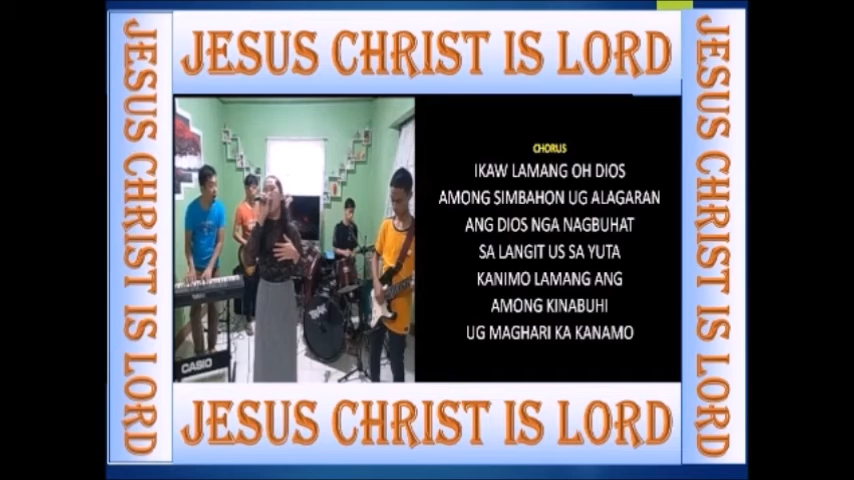 JESUS CHRIST IS LORD
JESUS CHRIST IS LORD
JESUS CHRIST IS LORD
CHORUS
IKAW LAMANG OH DIOS
AMONG SIMBAHON UG ALAGARAN
ANG DIOS NGA NAGBUHAT
SA LANGIT US SA YUTA
KANIMO LAMANG ANG
AMONG KINABUHI
UG MAGHARI KA KANAMO
CASIO
JESUS CHRIST IS LORD